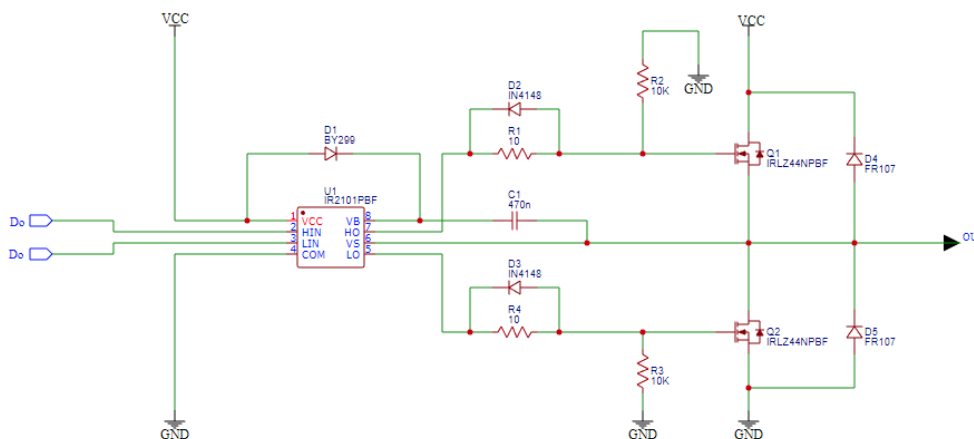 VCC
VCC
D2
IN4148
R2
10K
GND
D1
BY299
R1
10
Q1
IRLZ44NPBF
D4
FR107
U1
IR2101PBF
C1
470n
Do
1 VCC VB 8
2 HIN HO 7
3 LIN VS 6
4 COM LO 5
Do
OU
D3
IN4148
R4
10
Q2
IRLZ44NPBF
D5
FR107
R3
10K
GND
GND
GND